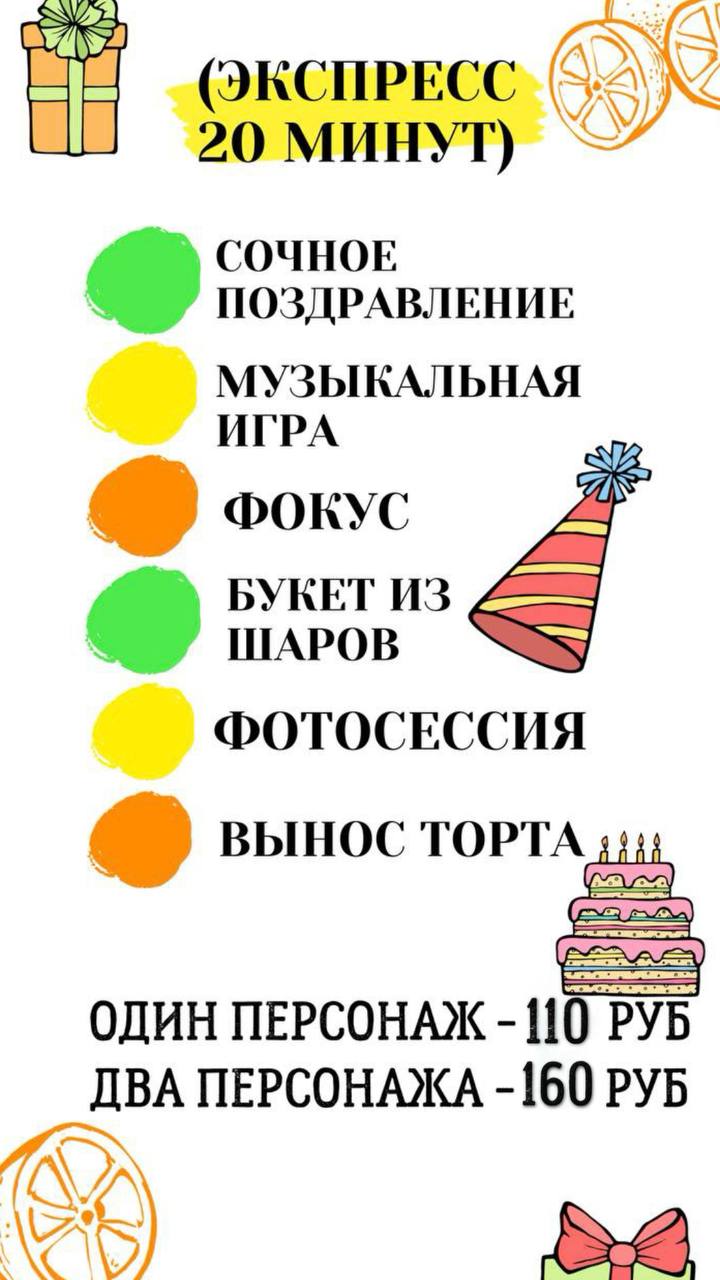 (ЭКСПРЕСС
20 МИНУТ)
СОЧНОЕ
ПОЗДРАВЛЕНИЕ
МУЗЫКАЛЬНАЯ
ИГРА
ФОКУС
БУКЕТ ИЗ
ШАРОВ
ФОТОСЕССИЯ
ВЫНОС ТОРТА
ОДИН ПЕРСОНАЖ - 110 РУБ
ДВА ПЕРСОНАЖА - 160 РУБ